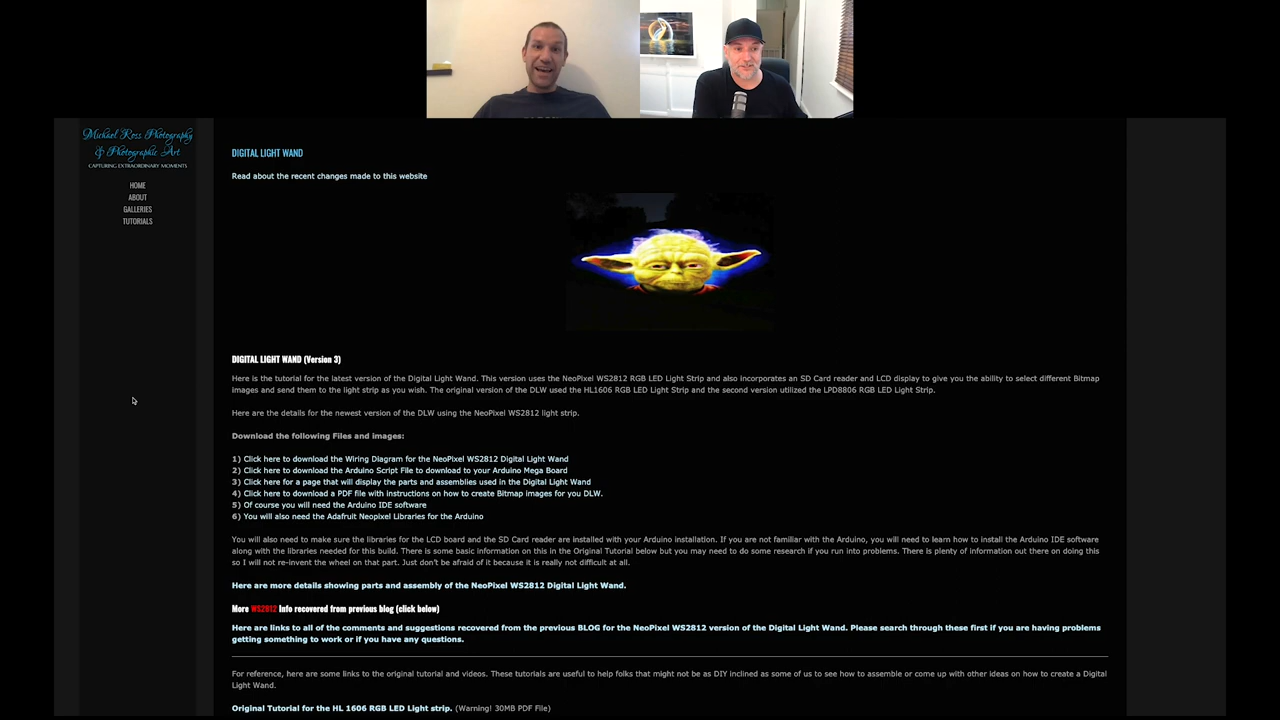 Michael Ross Photography
& Photographic Art
CAPTURING EXTRAORDINARY MOMENTS
HOME
ABOUT
GALLERIES
TUTORIALS
DIGITAL LIGHT WAND
Read about the recent changes made to this website
DIGITAL LIGHT WAND (Version 3)
Here is the tutorial for the latest version of the Digital Light Wand. This version uses the NeoPixel WS2812 RGB LED Light Strip and also incorporates an SD Card reader and LCD display to give you the ability to select different Bitmap
images and send them to the light strip as you wish. The original version of the DLW used the HL1606 RGB LED Light Strip and the second version utilized the LPD8806 RGB LED Light Strip.
Here are the details for the newest version of the DLW using the NeoPixel WS2812 light strip.
Download the following Files and images:
1) Click here to download the Wiring Diagram for the NeoPixel WS2812 Digital Light Wand
2) Click here to download the Arduino Script File to download to your Arduino Mega Board
3) Click here for a page that will display the parts and assemblies used in the Digital Light Wand
4) Click here to download a PDF file with instructions on how to create Bitmap images for you DLW.
5) Of course you will need the Arduino IDE software
6) You will also need the Adafruit Neopixel Libraries for the Arduino
You will also need to make sure the libraries for the LCD board and the SD Card reader are installed with your Arduino installation. If you are not familiar with the Arduino, you will need to learn how to install the Arduino IDE software
along with the libraries needed for this build. There is some basic information on this in the Original Tutorial below but you may need to do some research if you run into problems. There is plenty of information out there on doing this
so I will not re-invent the wheel on that part. Just don't be afraid of it because it is really not difficult at all.
Here are more details showing parts and assembly of the NeoPixel WS2812 Digital Light Wand.
More WS2812 Info recovered from previous blog (click below)
Here are links to all of the comments and suggestions recovered from the previous BLOG for the NeoPixel WS2812 version of the Digital Light Wand. Please search through these first if you are having problems
getting something to work or if you have any questions.
For reference, here are some links to the original tutorial and videos. These tutorials are useful to help folks that might not be as DIY inclined as some of us to see how to assemble or come up with other ideas on how to create a Digital
Light Wand.
Original Tutorial for the HL 1606 RGB LED Light strip. (Warning! 30MB PDF File)